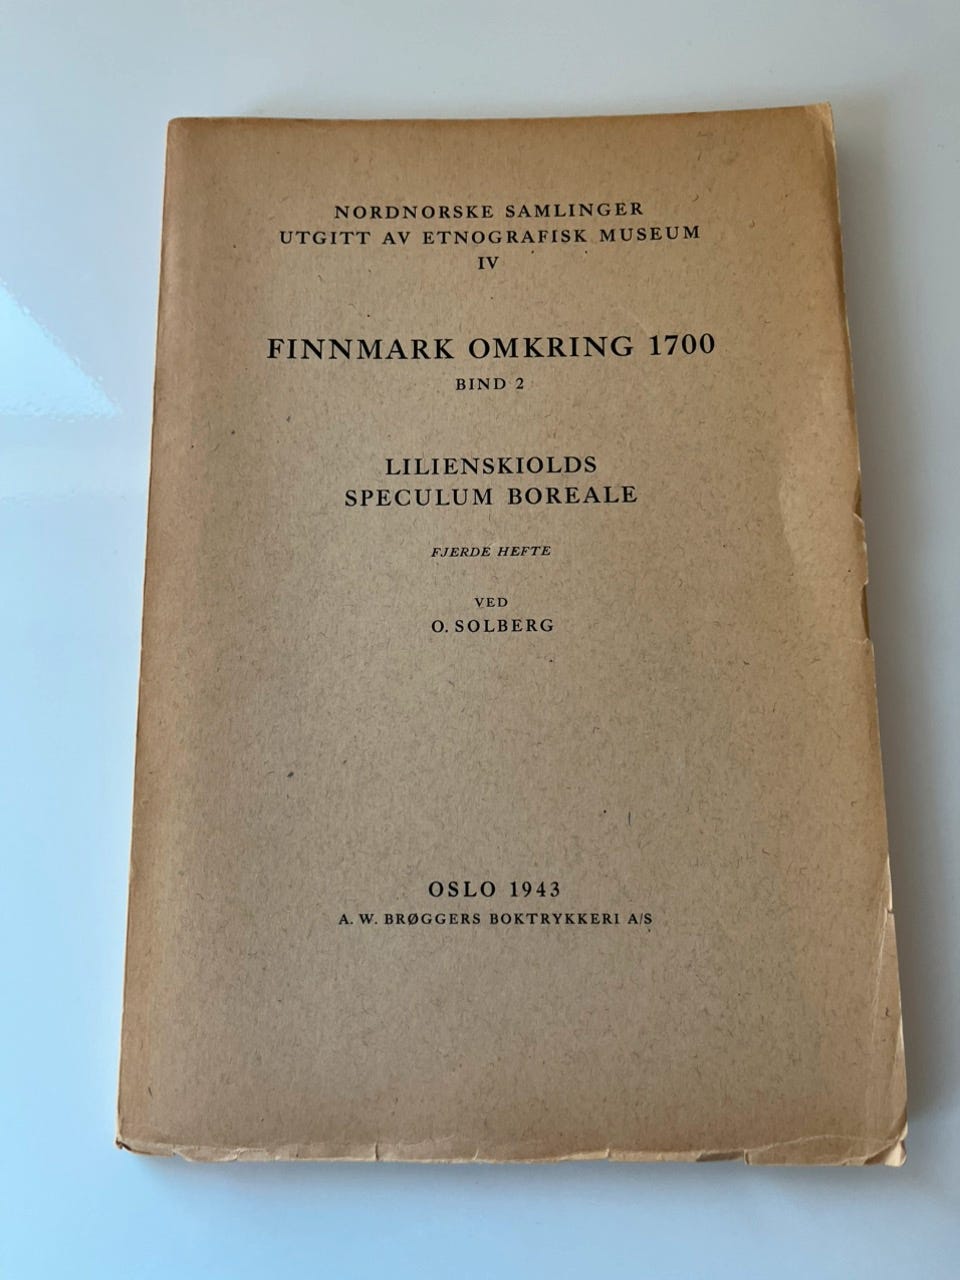 NORDNORSKE SAMLINGER
UTGITT AV ETNOGRAFISK MUSEUM
IV
FINNMARK OMKRING 1700
BIND 2
LILIENSKIOLDS
SPECULUM BOREALE
FJERDE HEFTE
VED
O. SOLBERG
OSLO 1943
A. W. BRØGGERS BOKTRYKKERI A/S